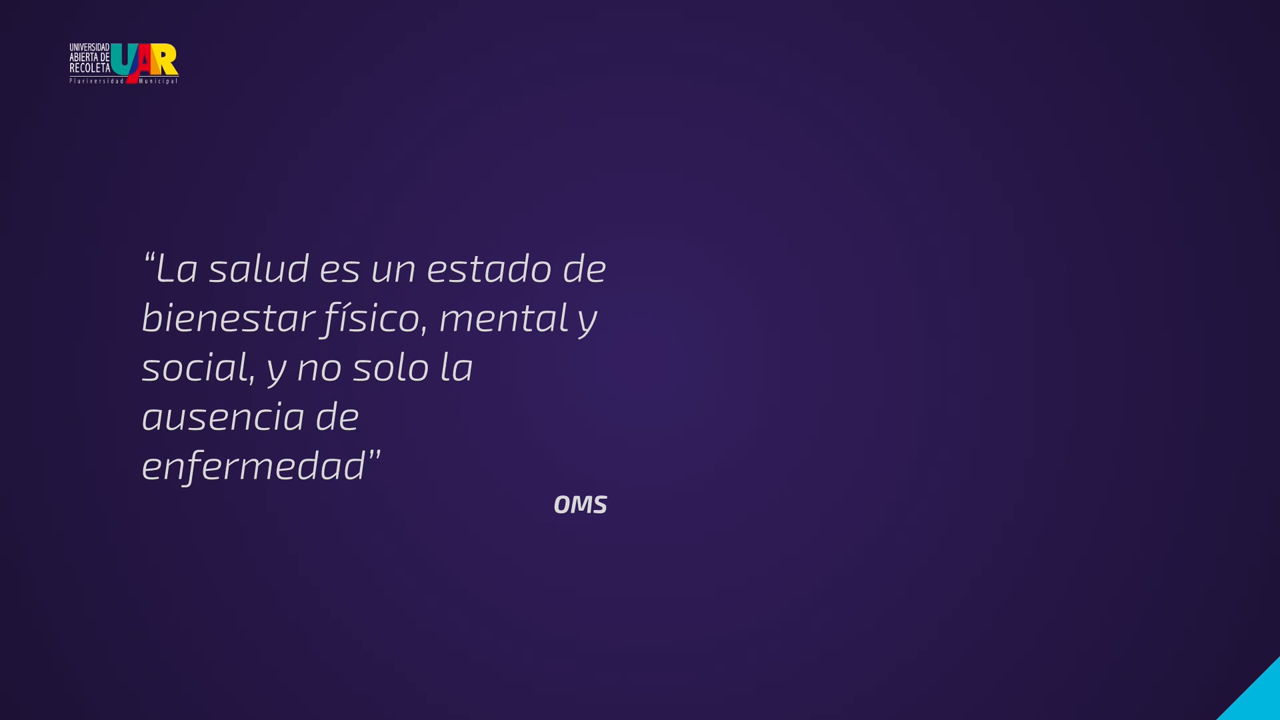 UNIVERSIDAD
ABIERTA DE
RECOLETA
UAR
Pluriversidad Municipal
“La salud es un estado de
bienestar físico, mental y
social, y no solo la
ausencia de
enfermedad”
OMS